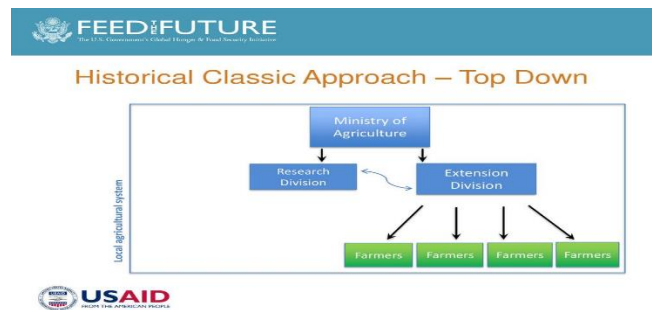 FEED THE FUTURE
The U.S. Government's Global Hunger & Food Security Initiative
Historical Classic Approach – Top Down
Ministry of
Agriculture
Research
Division
Extension
Division
Local agricultural system
Farmers Farmers Farmers Farmers
USAID
FROM THE AMERICAN PEOPLE